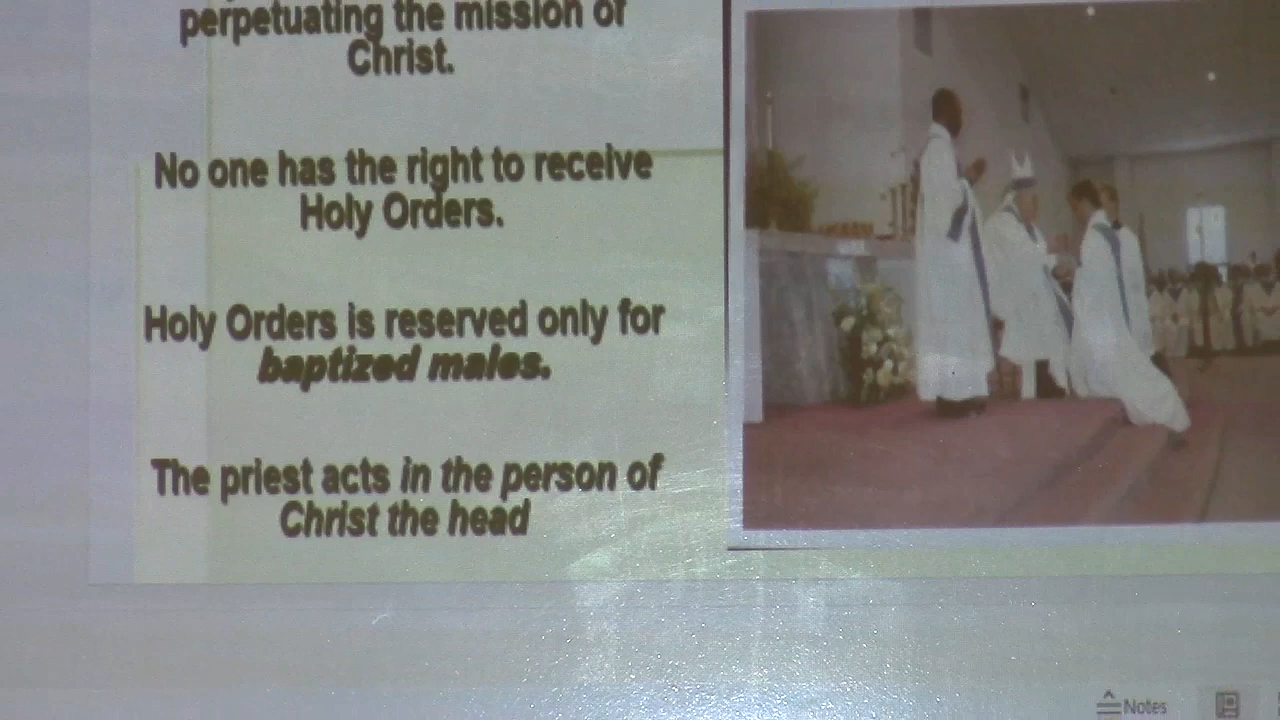 perpetuating the mission of
Christ.
No one has the right to receive
Holy Orders.
Holy Orders is reserved only for
baptized males.
The priest acts in the person of
Christ the head
Notes